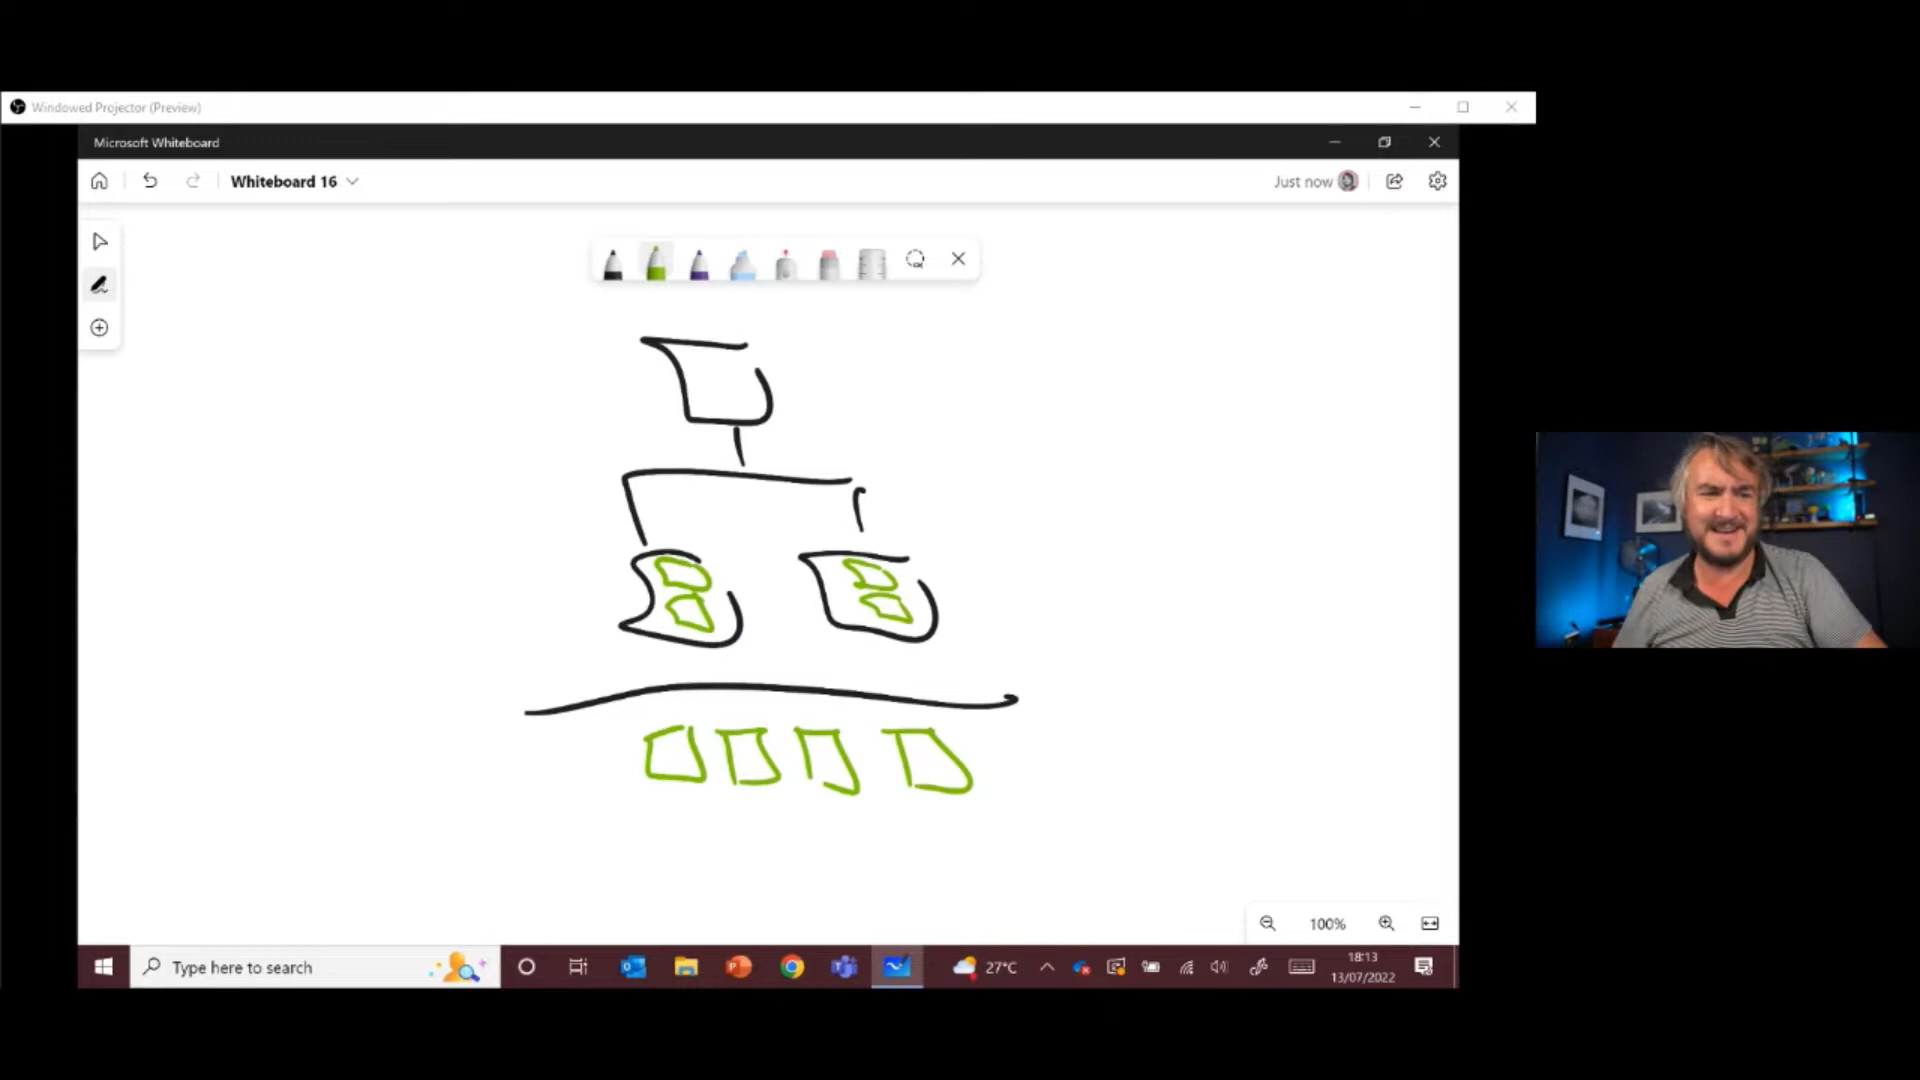 Windowed Projector (Preview)
Microsoft Whiteboard
Whiteboard 16
Just now
100%
Type here to search
27°C
18:13
13/07/2022